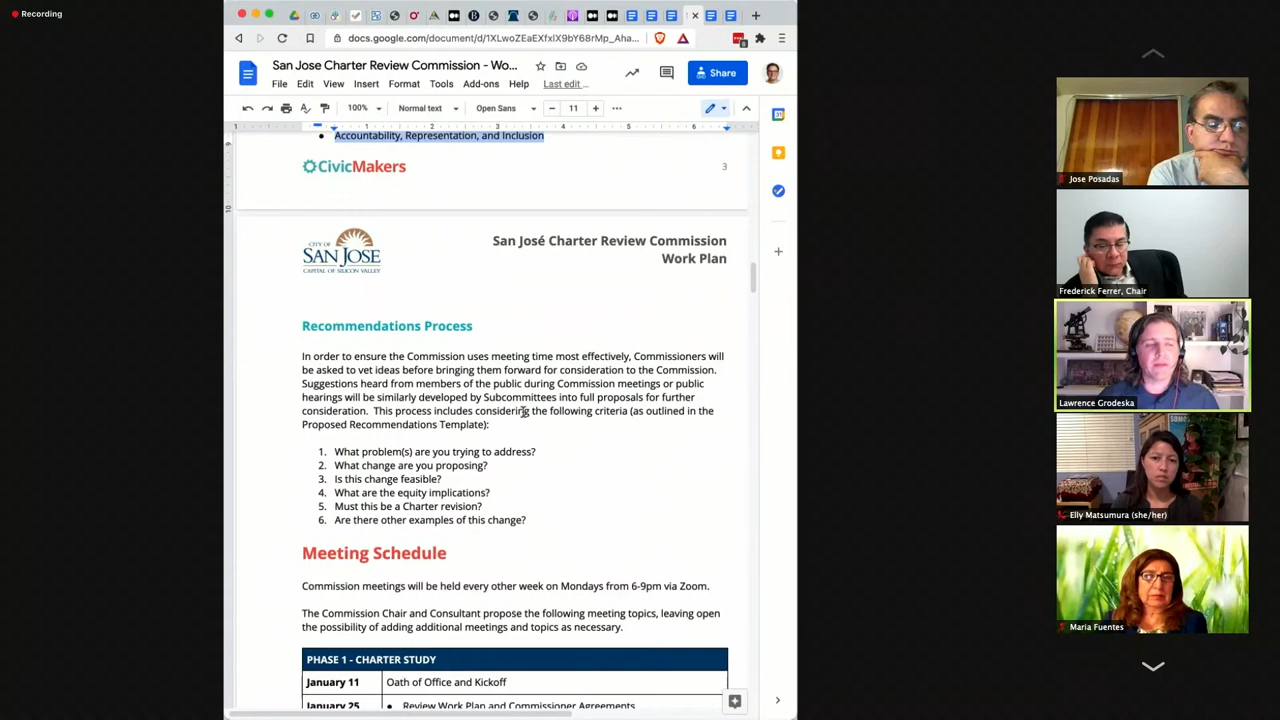 Recording
docs.google.com/document/d/1XLwoZEaEXfxIX9bY68rMp_Aha...
San Jose Charter Review Commission - Wo...
Share
File Edit View Insert Format Tools Add-ons Help Last edit...
100% Normal text Open Sans 11
Accountability, Representation, and Inclusion
CivicMakers 3
CITY OF
SAN JOSE
CAPITAL OF SILICON VALLEY
San José Charter Review Commission
Work Plan
Recommendations Process
In order to ensure the Commission uses meeting time most effectively, Commissioners will
be asked to vet ideas before bringing them forward for consideration to the Commission.
Suggestions heard from members of the public during Commission meetings or public
hearings will be similarly developed by Subcommittees into full proposals for further
consideration. This process includes considering the following criteria (as outlined in the
Proposed Recommendations Template):
1. What problem(s) are you trying to address?
2. What change are you proposing?
3. Is this change feasible?
4. What are the equity implications?
5. Must this be a Charter revision?
6. Are there other examples of this change?
Meeting Schedule
Commission meetings will be held every other week on Mondays from 6-9pm via Zoom.
The Commission Chair and Consultant propose the following meeting topics, leaving open
the possibility of adding additional meetings and topics as necessary.
PHASE 1 - CHARTER STUDY
January 11 Oath of Office and Kickoff
January 25 Review Work Plan and Commissioner Agreements
Jose Posadas
Frederick Ferrer, Chair
Lawrence Grodeska
Elly Matsumura (she/her)
Maria Fuentes